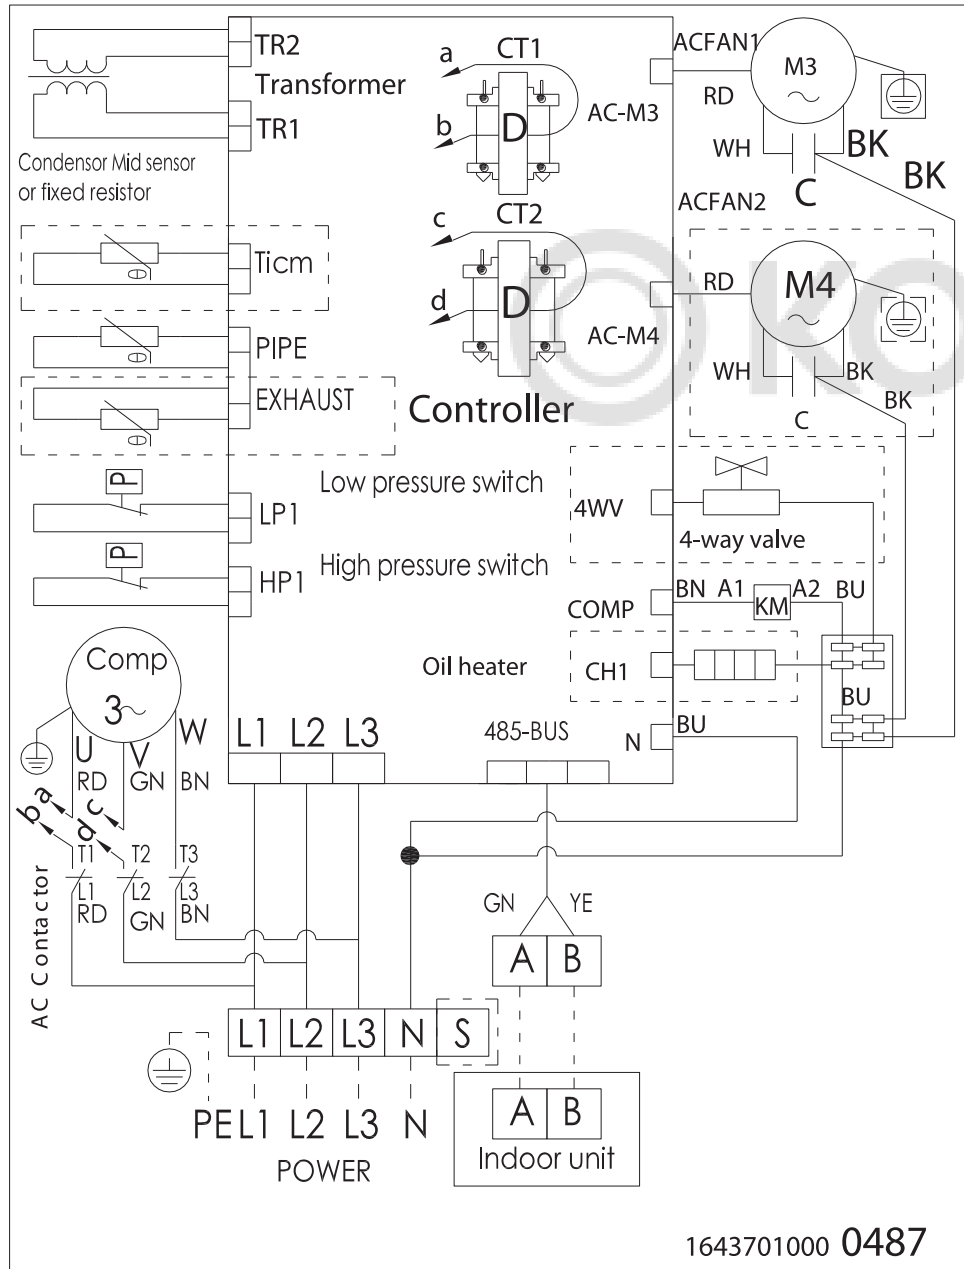 TR2
Transformer
TR1
Condensor Mid sensor
or fixed resistor
Ticm
PIPE
EXHAUST
P
LP1
P
HP1
a
CT1
b
D
c
CT2
d
D
Controller
Low pressure switch
High pressure switch
Oil heater
AC-M3
AC-M4
4WV
COMP
CH1
N
ACFAN1
M3
RD
WH
BK
C
BK
ACFAN2
M4
RD
WH
BK
C
BK
KO
4-way valve
BN A1 KM A2 BU
BU
BU
Comp
3~
U V W
RD GN BN
L1 L2 L3
485-BUS
b a c
d
T1 T2 T3
L1 L2 L3
RD GN BN
AC Contactor
GN YE
A B
L1 L2 L3 N S
A B
Indoor unit
PE L1 L2 L3 N
POWER
1643701000 0487